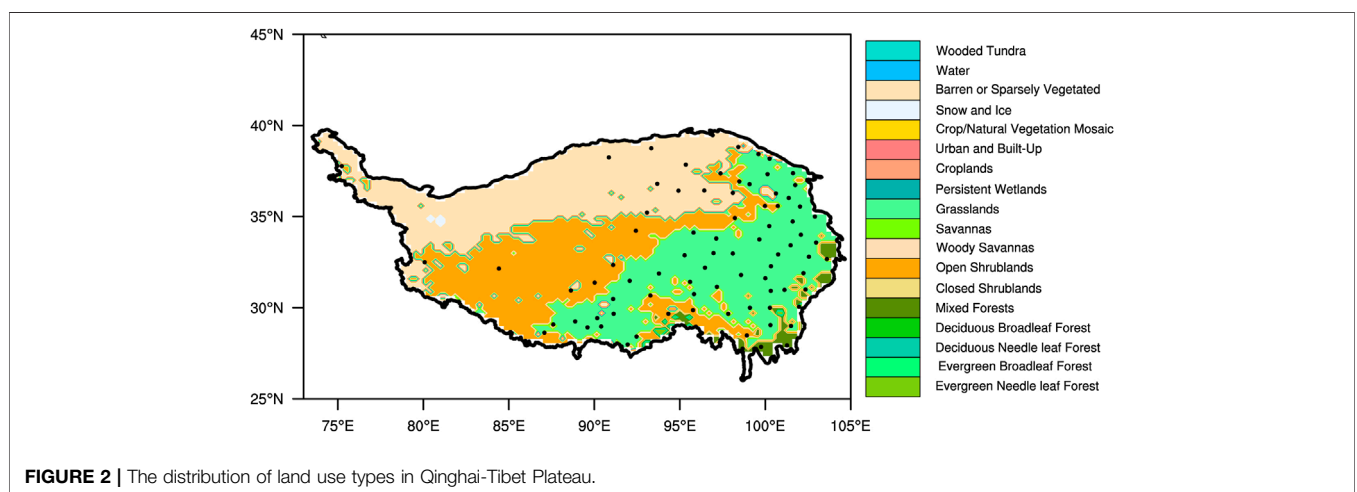 45°N
40°N
35°N
30°N
25°N
75°E 80°E 85°E 90°E 95°E 100°E 105°E
Wooded Tundra
Water
Barren or Sparsely Vegetated
Snow and Ice
Crop/Natural Vegetation Mosaic
Urban and Built-Up
Croplands
Persistent Wetlands
Grasslands
Savannas
Woody Savannas
Open Shrublands
Closed Shrublands
Mixed Forests
Deciduous Broadleaf Forest
Deciduous Needle leaf Forest
Evergreen Broadleaf Forest
Evergreen Needle leaf Forest
FIGURE 2 | The distribution of land use types in Qinghai-Tibet Plateau.